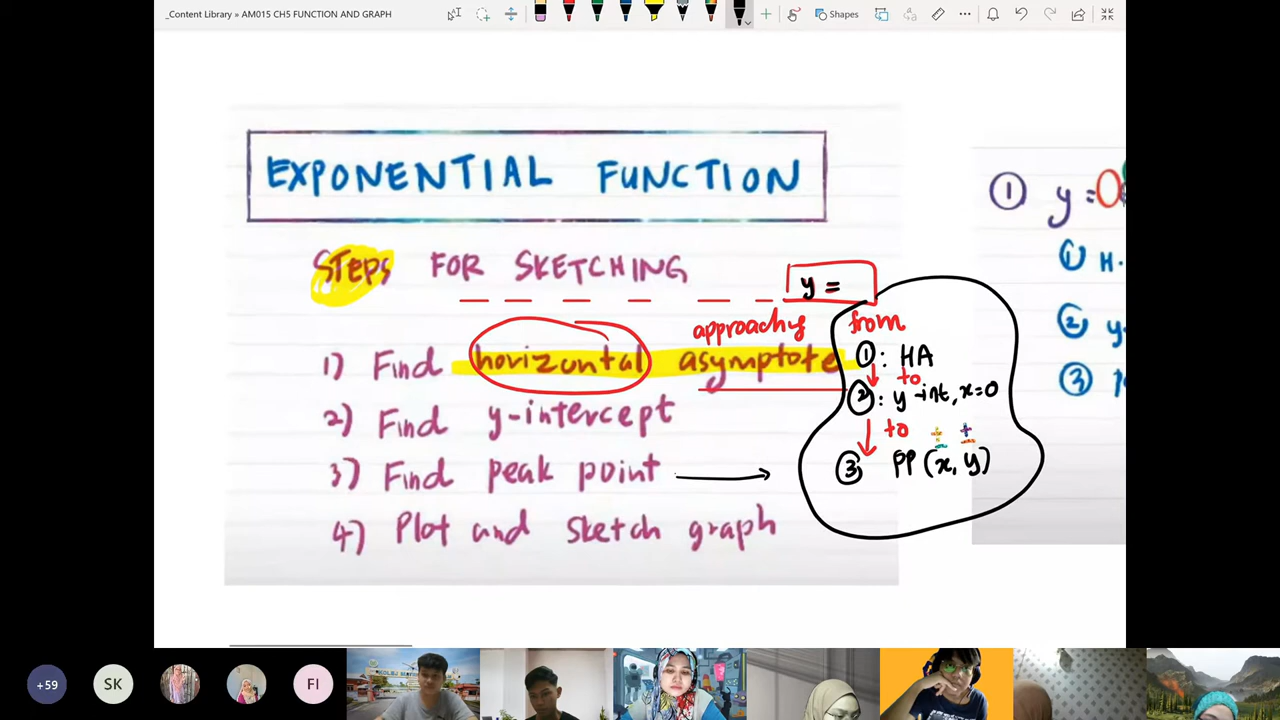 _Content Library » AM015 CH5 FUNCTION AND GRAPH
Shapes
EXPONENTIAL FUNCTION
STEPS FOR SKETCHING
y =
approaching from
1) Find horizontal asymptote
①: HA
to
2) Find y-intercept
②: y-int, x=0
to
3) Find peak point
③ PP (x, y)
4) Plot and sketch graph
① y =
① H.
② y
③
+59
SK
FI